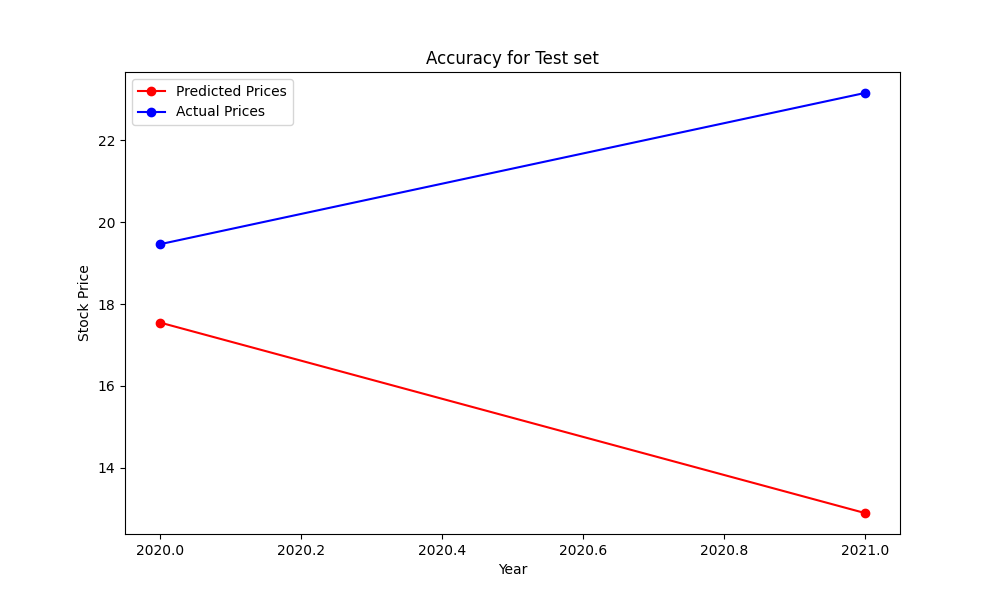 Accuracy for Test set
Predicted Prices
Actual Prices
22
20
18
16
14
Stock Price
2020.0
2020.2
2020.4
2020.6
2020.8
2021.0
Year